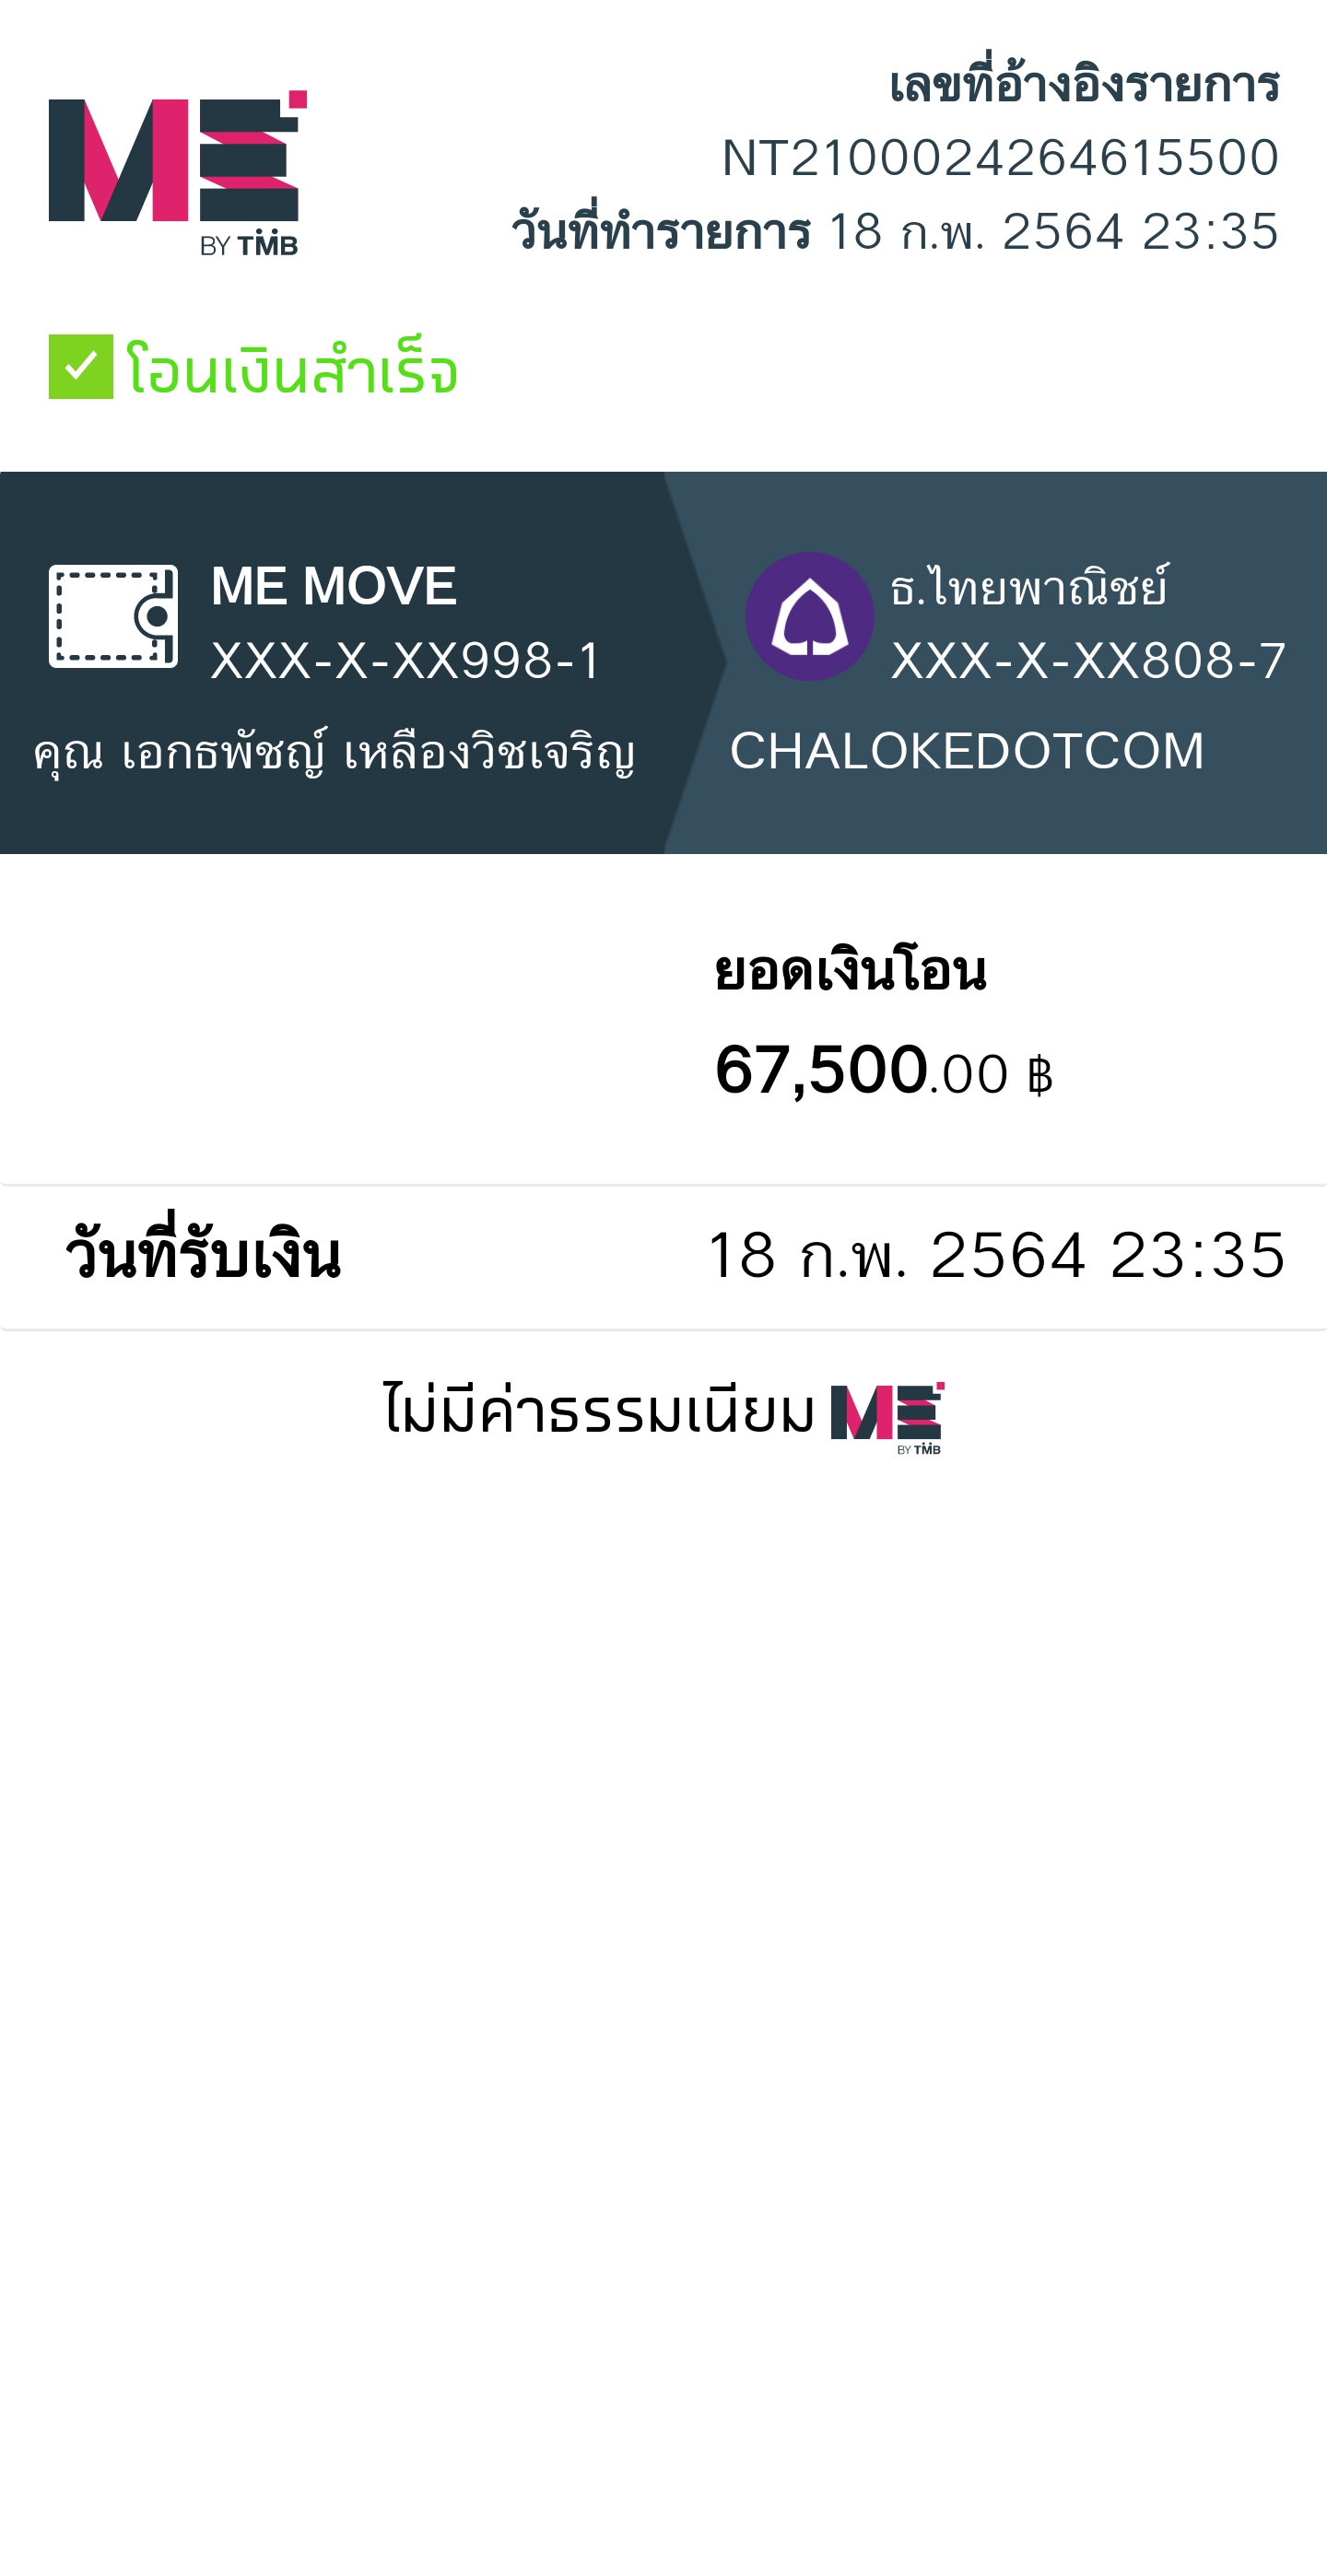 ME
BY TMB
เลขที่อ้างอิงรายการ
NT2100024264615500
วันที่ทำรายการ 18 ก.พ. 2564 23:35
โอนเงินสำเร็จ
ME MOVE
XXX-X-XX998-1
คุณ เอกธพัชญ์ เหลืองวิชเจริญ
ธ.ไทยพาณิชย์
XXX-X-XX808-7
CHALOKEDOTCOM
ยอดเงินโอน
67,500.00 ฿
วันที่รับเงิน 18 ก.พ. 2564 23:35
ไม่มีค่าธรรมเนียม ME
BY TMB